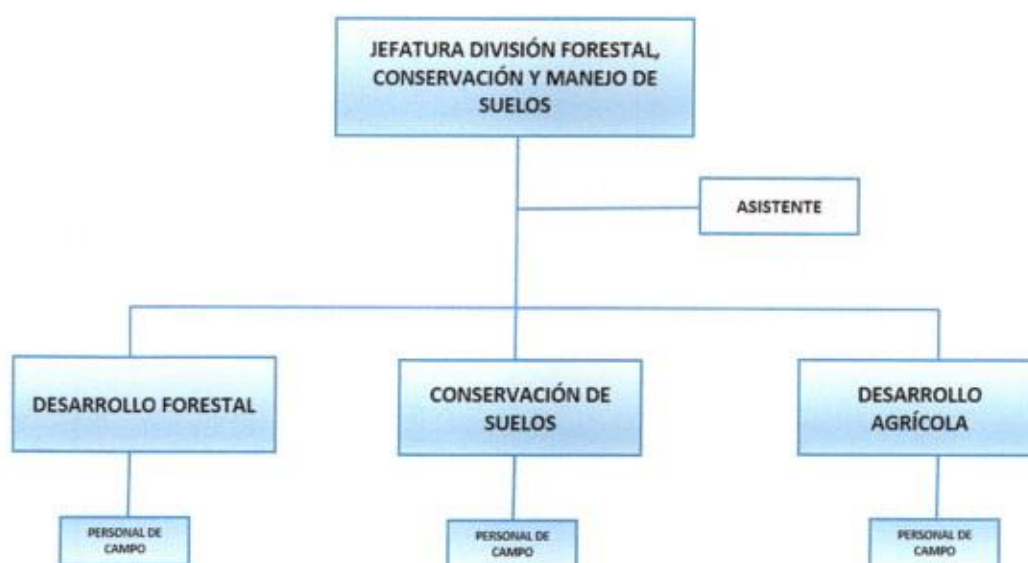 JEFATURA DIVISIÓN FORESTAL,
CONSERVACIÓN Y MANEJO DE
SUELOS
ASISTENTE
DESARROLLO FORESTAL
CONSERVACIÓN DE
SUELOS
DESARROLLO
AGRÍCOLA
PERSONAL DE
CAMPO
PERSONAL DE
CAMPO
PERSONAL DE
CAMPO